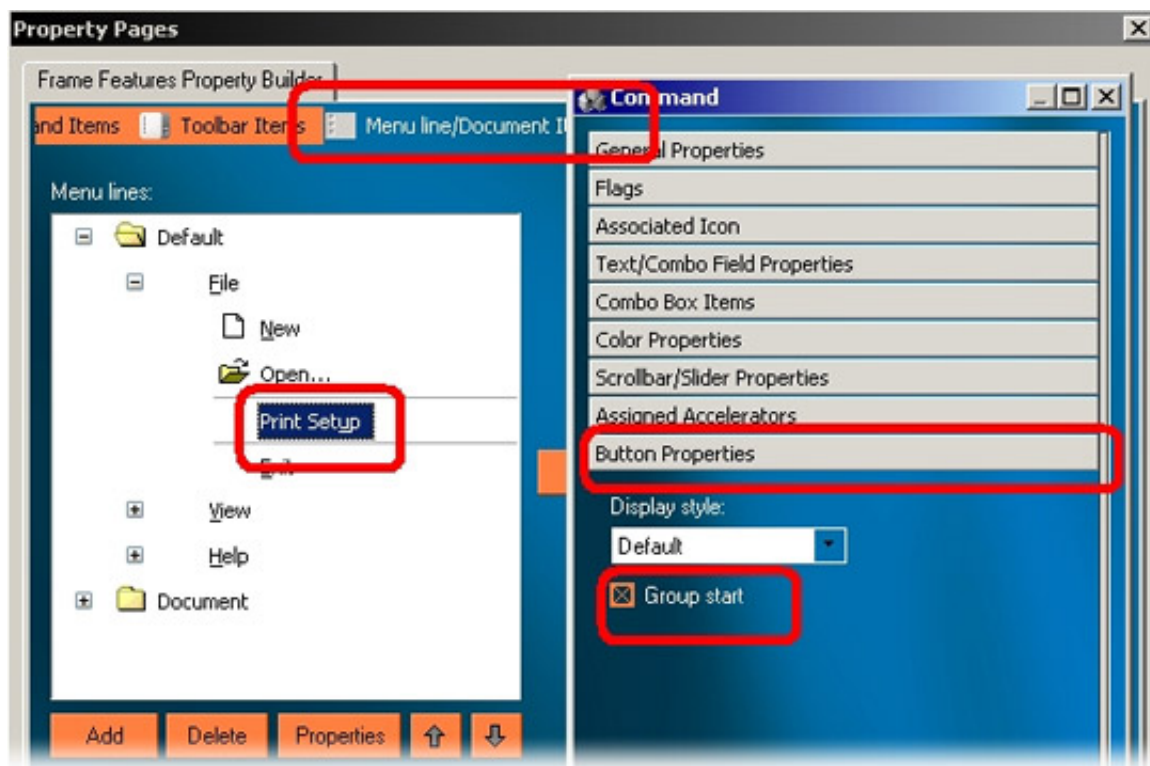 Property Pages
Frame Features Property Builder
and Items Toolbar Items Menu line/Document
Menu lines:
Default
File
New
Open...
Print Setup
Exit
View
Help
Document
Add Delete Properties
Command
General Properties
Flags
Associated Icon
Text/Combo Field Properties
Combo Box Items
Color Properties
Scrollbar/Slider Properties
Assigned Accelerators
Button Properties
Display style:
Default
Group start